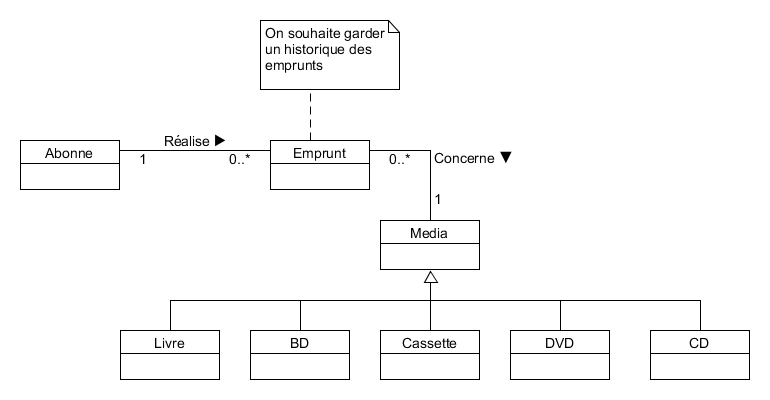 On souhaite garder
un historique des
emprunts
Réalise ▶
Abonne
1
0..*
Emprunt
0..*
Concerne ▼
1
Media
Livre
BD
Cassette
DVD
CD